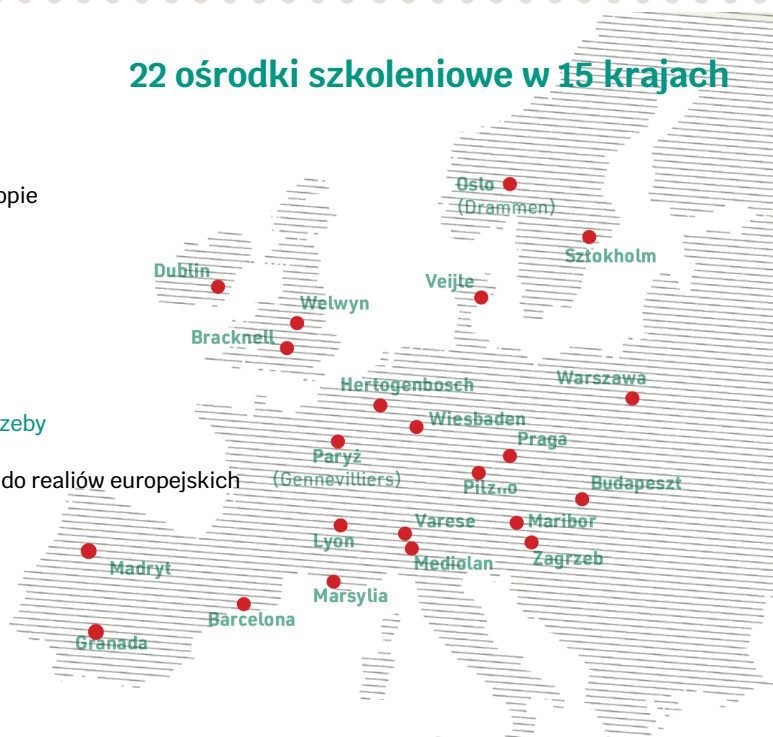 22 ośrodki szkoleniowe w 15 krajach
opie
Oslo
(Drammen)
Sztokholm
Dublin
Veijle
Welwyn
Bracknell
Hertogenbosch
Warszawa
zeby
Wiesbaden
Praga
Paryż
(Gennevilliers)
do realiów europejskich
Pilzno
Budapeszt
Varese
Maribor
Lyon
Mediolan
Zagrzeb
Madryt
Marsylia
Barcelona
Granada